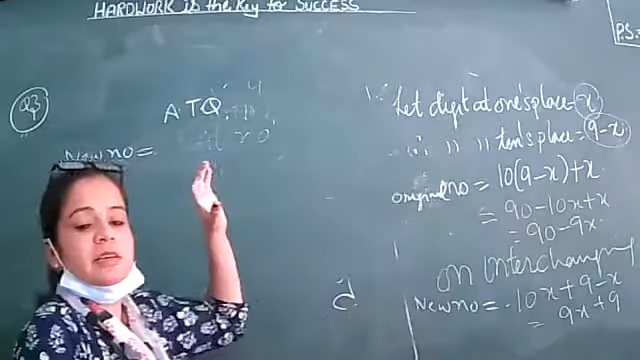 HARDWORK is the Key for SUCCESS
P.S.
Q3
ATQ
New no =
Let digit at one's place = x
" " " ten's place = 9-x
original no = 10(9-x)+x
= 90-10x+x
= 90-9x
On Interchanging
New no = 10x+9-x
= 9x+9